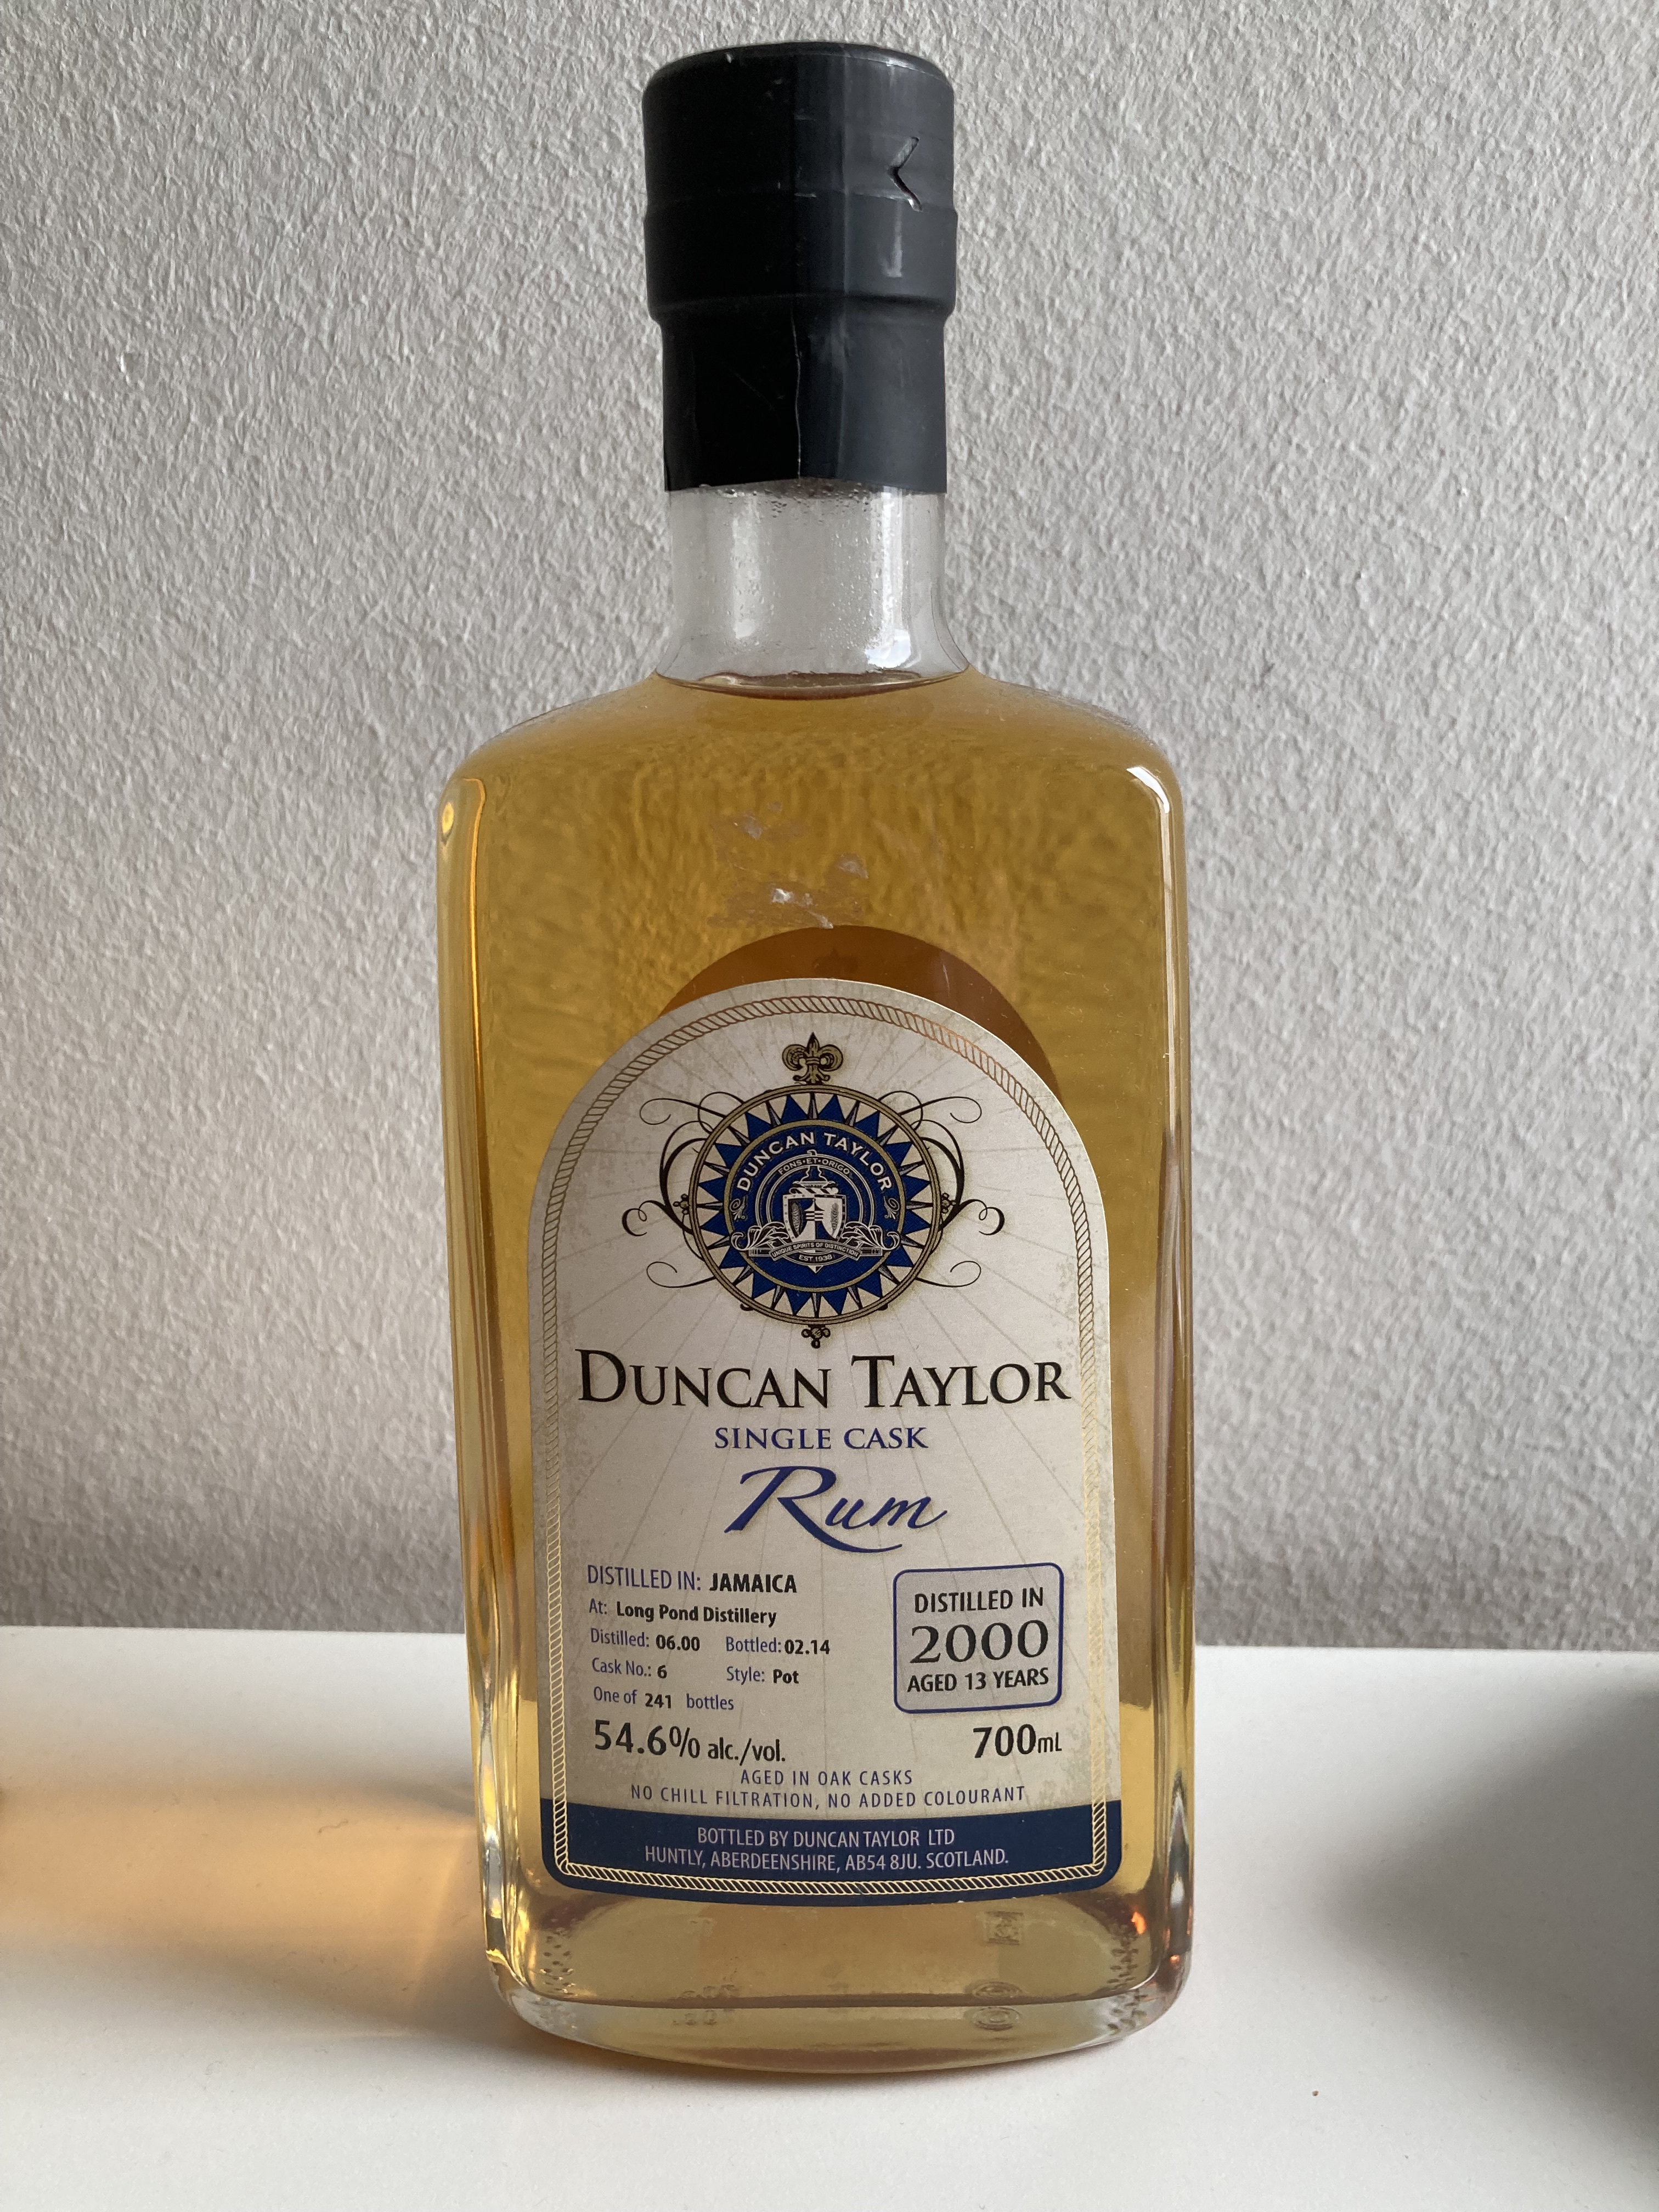 DUNCAN TAYLOR
FONS·ET·ORIGO
UNIQUE SPIRITS OF DISTINCTION
EST.1938
DUNCAN TAYLOR
SINGLE CASK
Rum
DISTILLED IN: JAMAICA
At: Long Pond Distillery
Distilled: 06.00 Bottled: 02.14
Cask No.: 6 Style: Pot
One of 241 bottles
DISTILLED IN
2000
AGED 13 YEARS
54.6% alc./vol. 700mL
AGED IN OAK CASKS
NO CHILL FILTRATION, NO ADDED COLOURANT
BOTTLED BY DUNCAN TAYLOR LTD
HUNTLY, ABERDEENSHIRE, AB54 8JU. SCOTLAND.